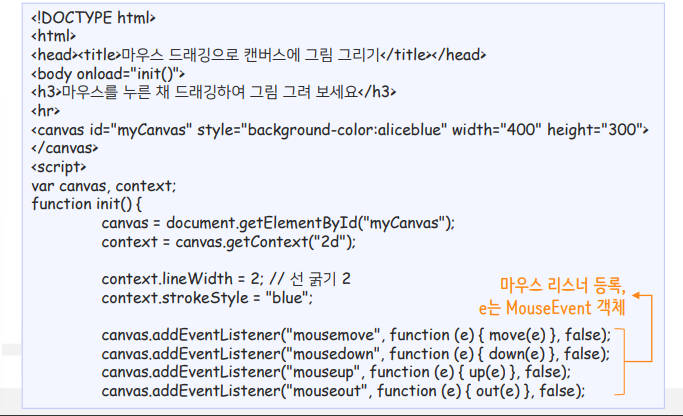 <!DOCTYPE html>
<html>
<head><title>마우스 드래깅으로 캔버스에 그림 그리기</title></head>
<body onload="init()">
<h3>마우스를 누른 채 드래깅하여 그림 그려 보세요</h3>
<hr>
<canvas id="myCanvas" style="background-color:aliceblue" width="400" height="300">
</canvas>
<script>
var canvas, context;
function init() {
canvas = document.getElementById("myCanvas");
context = canvas.getContext("2d");
context.lineWidth = 2; // 선 굵기 2
context.strokeStyle = "blue";
마우스 리스너 등록,
e는 MouseEvent 객체
canvas.addEventListener("mousemove", function (e) { move(e) }, false);
canvas.addEventListener("mousedown", function (e) { down(e) }, false);
canvas.addEventListener("mouseup", function (e) { up(e) }, false);
canvas.addEventListener("mouseout", function (e) { out(e) }, false);